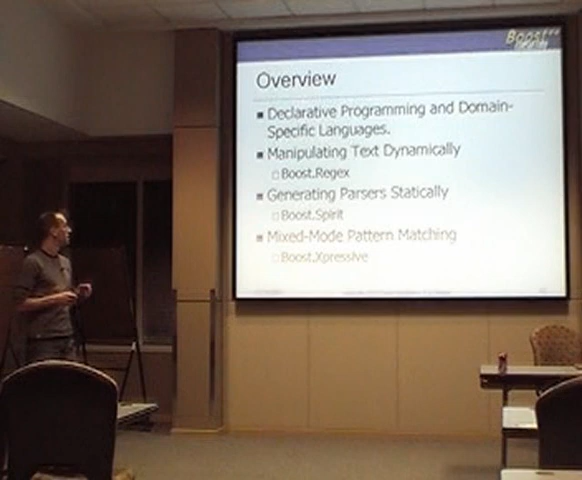 Boost
Overview
Declarative Programming and Domain-
Specific Languages.
Manipulating Text Dynamically
Boost.Regex
Generating Parsers Statically
Boost.Spirit
Mixed-Mode Pattern Matching
Boost.Xpressive